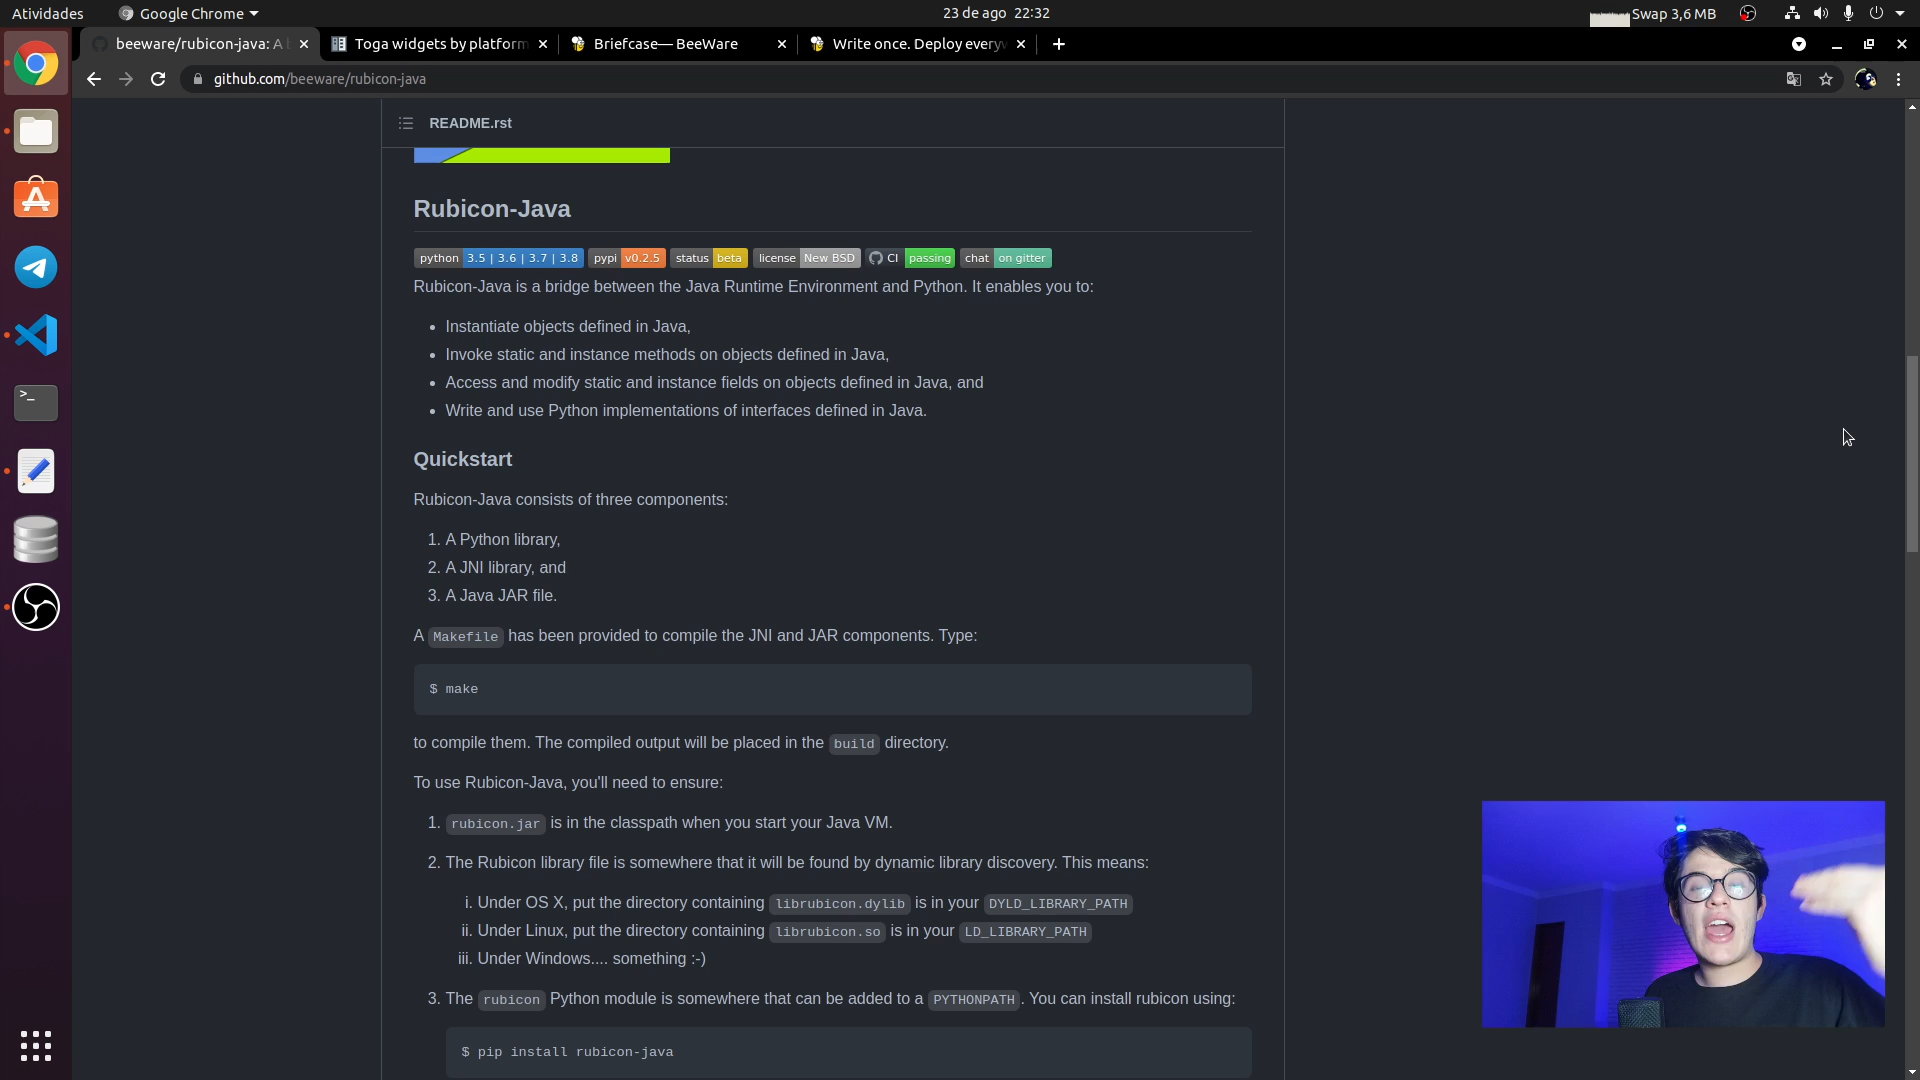 Atividades
Google Chrome
23 de ago 22:32
Swap 3,6 MB
beeware/rubicon-java: A b
Toga widgets by platform
Briefcase— BeeWare
Write once. Deploy everyw
github.com/beeware/rubicon-java
README.rst
Rubicon-Java
python 3.5 | 3.6 | 3.7 | 3.8
pypi v0.2.5
status beta
license New BSD
CI passing
chat on gitter
Rubicon-Java is a bridge between the Java Runtime Environment and Python. It enables you to:
• Instantiate objects defined in Java,
• Invoke static and instance methods on objects defined in Java,
• Access and modify static and instance fields on objects defined in Java, and
• Write and use Python implementations of interfaces defined in Java.
Quickstart
Rubicon-Java consists of three components:
1. A Python library,
2. A JNI library, and
3. A Java JAR file.
A Makefile has been provided to compile the JNI and JAR components. Type:
$ make
to compile them. The compiled output will be placed in the build directory.
To use Rubicon-Java, you'll need to ensure:
1. rubicon.jar is in the classpath when you start your Java VM.
2. The Rubicon library file is somewhere that it will be found by dynamic library discovery. This means:
i. Under OS X, put the directory containing librubicon.dylib is in your DYLD_LIBRARY_PATH
ii. Under Linux, put the directory containing librubicon.so is in your LD_LIBRARY_PATH
iii. Under Windows.... something :-)
3. The rubicon Python module is somewhere that can be added to a PYTHONPATH. You can install rubicon using:
$ pip install rubicon-java